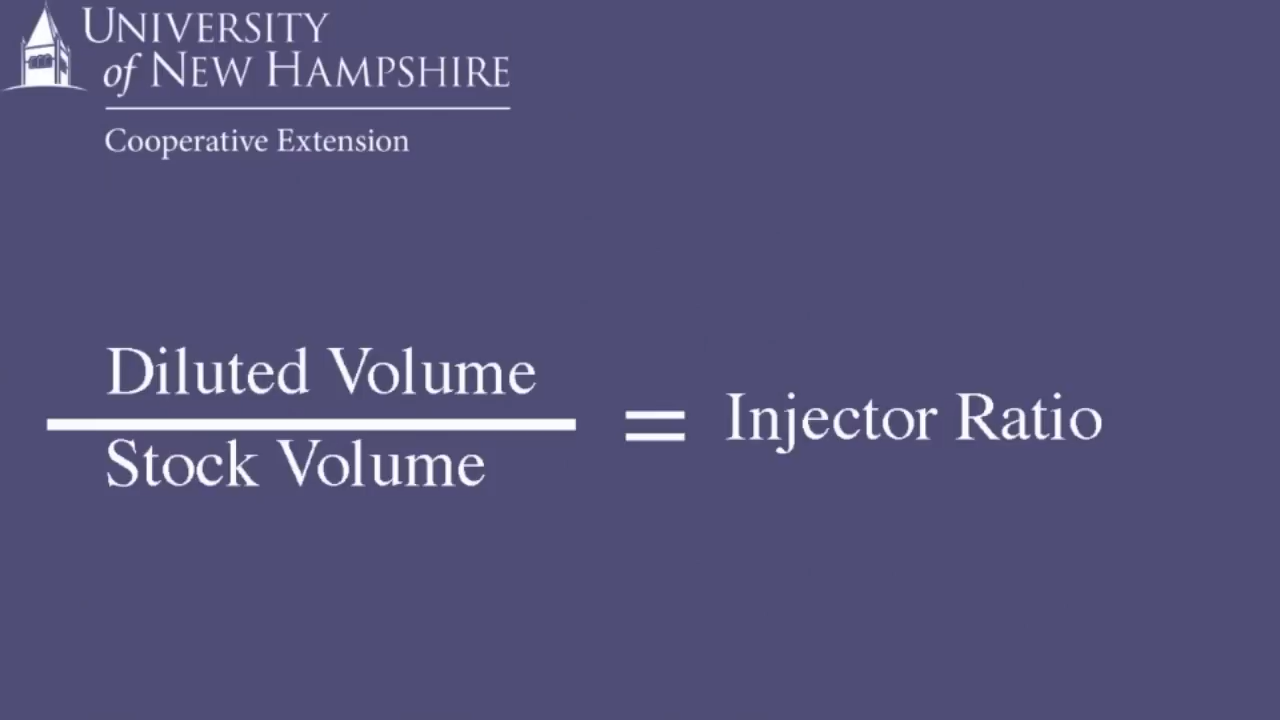 UNIVERSITY
of NEW HAMPSHIRE
Cooperative Extension
Diluted Volume
Stock Volume
= Injector Ratio